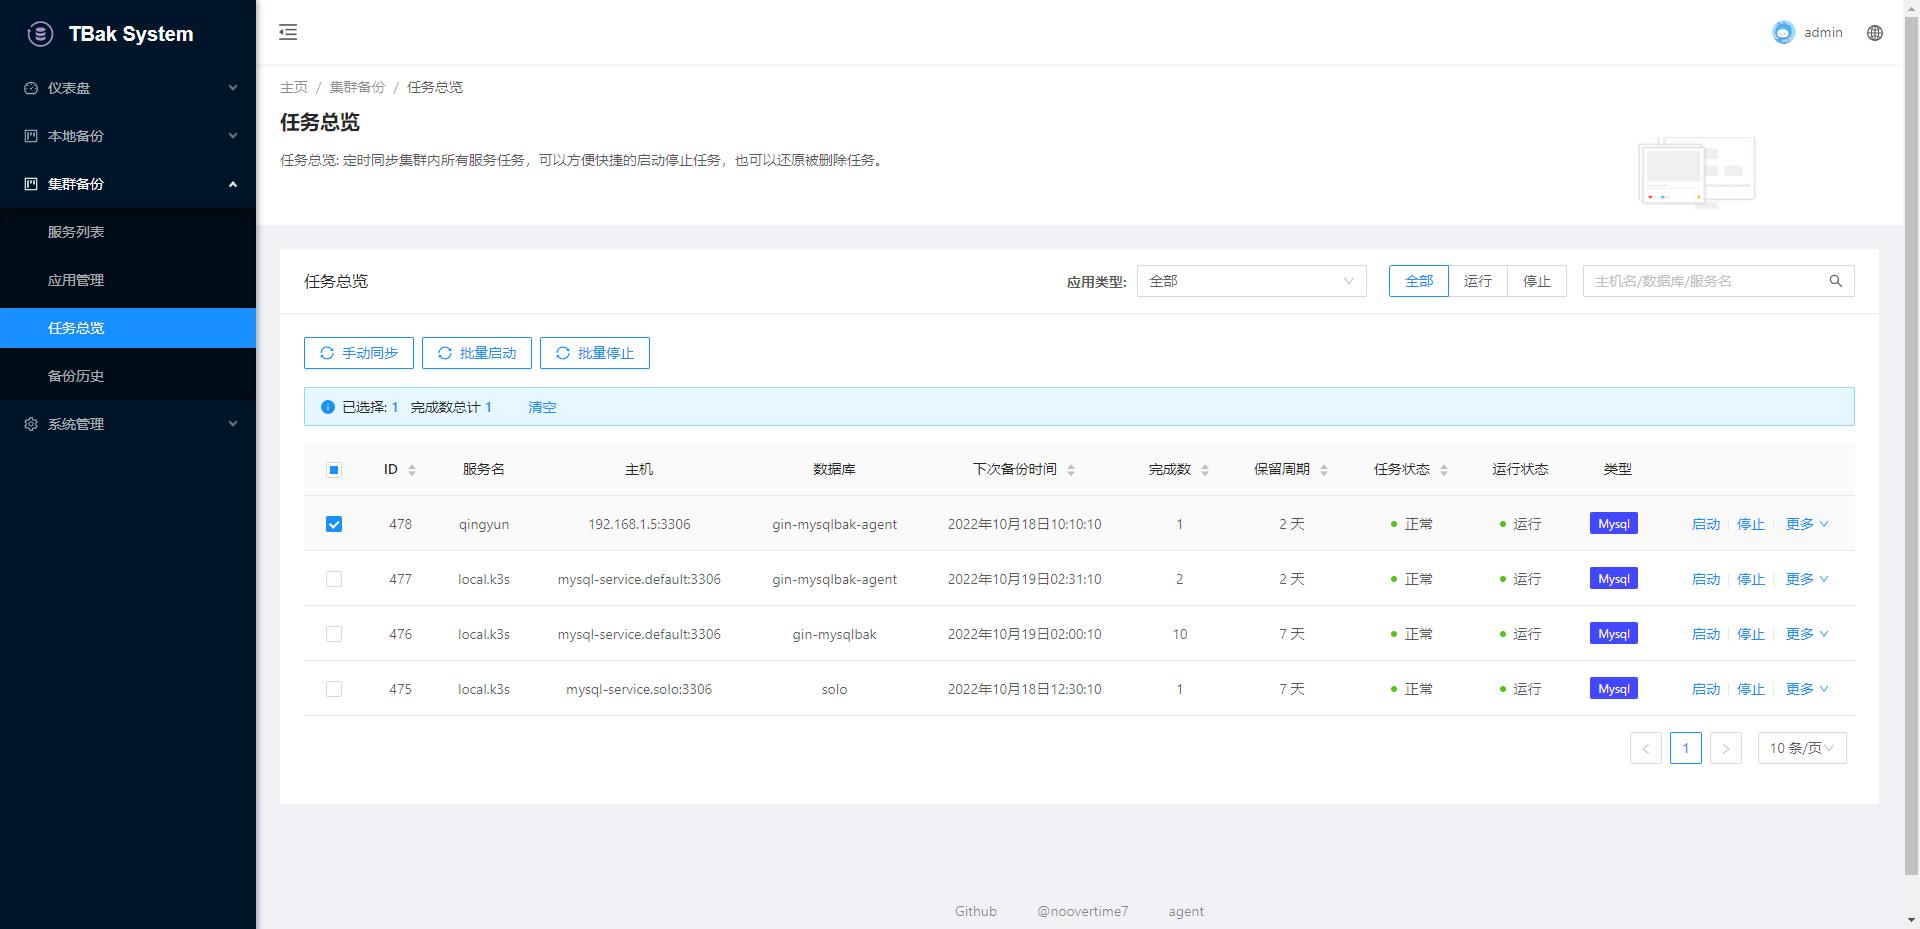 TBak System
admin
仪表盘
本地备份
集群备份
服务列表
应用管理
任务总览
备份历史
系统管理
主页 / 集群备份 / 任务总览
任务总览
任务总览: 定时同步集群内所有服务任务，可以方便快捷的启动停止任务，也可以还原被删除任务。
任务总览 应用类型: 全部 全部 运行 停止 主机名/数据库/服务名
手动同步 批量启动 批量停止
已选择: 1 完成数总计 1 清空
ID 服务名 主机 数据库 下次备份时间 完成数 保留周期 任务状态 运行状态 类型
478 qingyun 192.168.1.5:3306 gin-mysqlbak-agent 2022年10月18日10:10:10 1 2 天 正常 运行 Mysql 启动 停止 更多
477 local.k3s mysql-service.default:3306 gin-mysqlbak-agent 2022年10月19日02:31:10 2 2 天 正常 运行 Mysql 启动 停止 更多
476 local.k3s mysql-service.default:3306 gin-mysqlbak 2022年10月19日02:00:10 10 7 天 正常 运行 Mysql 启动 停止 更多
475 local.k3s mysql-service.solo:3306 solo 2022年10月18日12:30:10 1 7 天 正常 运行 Mysql 启动 停止 更多
< 1 > 10 条/页
Github @noovertime7 agent